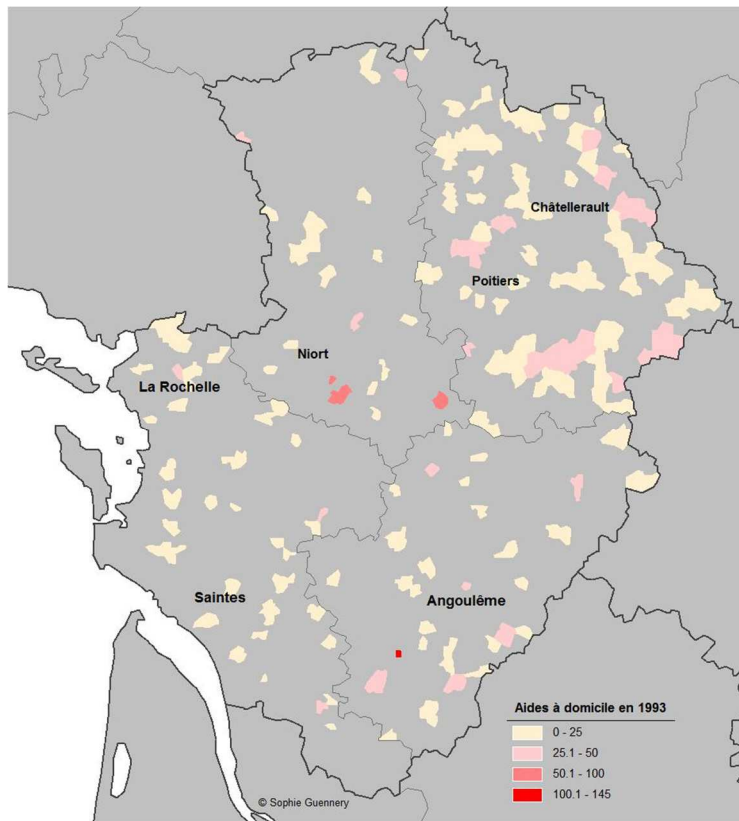 Châtellerault
Poitiers
Niort
La Rochelle
Saintes
Angoulême
Aides à domicile en 1993
0 - 25
25.1 - 50
50.1 - 100
100.1 - 145
© Sophie Guennery